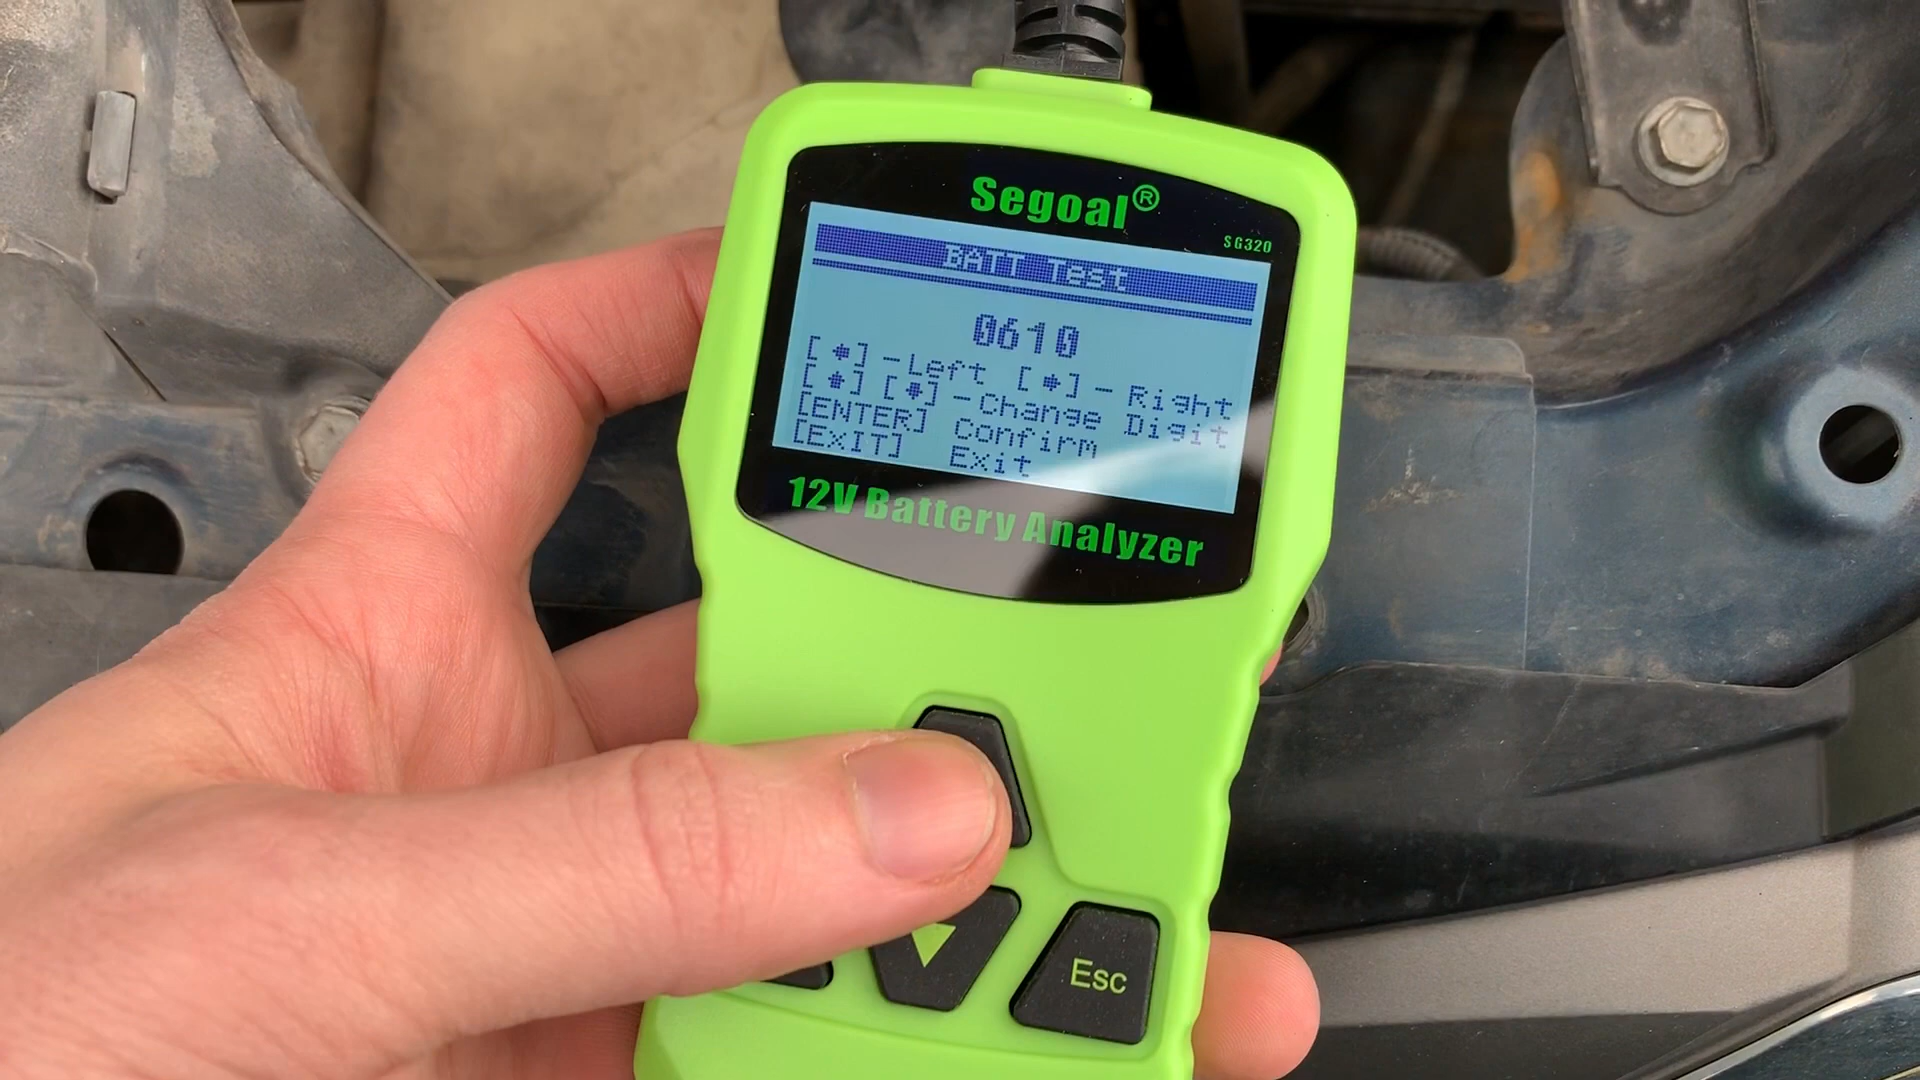 Segoal®
SG320
BATT Test
0610
[←]-Left [→]- Right
[↑][↓] -Change Digit
[ENTER] Confirm
[EXIT] Exit
12V Battery Analyzer
Esc